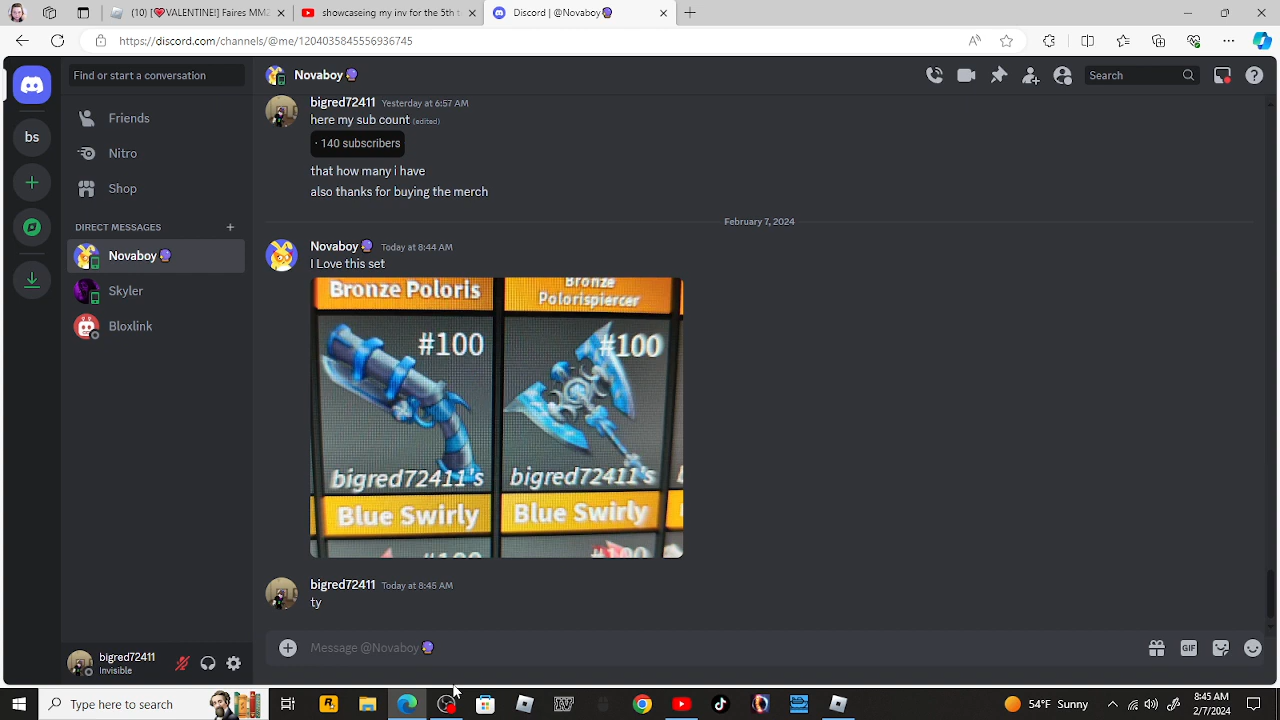 (10) [❤VALENTINE!] Faires MM2
showcaseing my inv for the 5th t
Discord | @Novaboy🔮
https://discord.com/channels/@me/1204035845556936745
Find or start a conversation
Novaboy🔮
Search
bigred72411 Yesterday at 6:57 AM
here my sub count (edited)
· 140 subscribers
that how many i have
also thanks for buying the merch
Friends
Nitro
Shop
bs
DIRECT MESSAGES
Novaboy🔮
Skyler
Bloxlink
February 7, 2024
Novaboy🔮 Today at 8:44 AM
I Love this set
Bronze Poloris
Bronze
Polorispiercer
#100
#100
bigred72411's
bigred72411's
Blue Swirly
Blue Swirly
#100
#100
bigred72411 Today at 8:45 AM
ty
Message @Novaboy🔮
GIF
bigred72411
Invisible
Type here to search
54°F Sunny
8:45 AM
2/7/2024